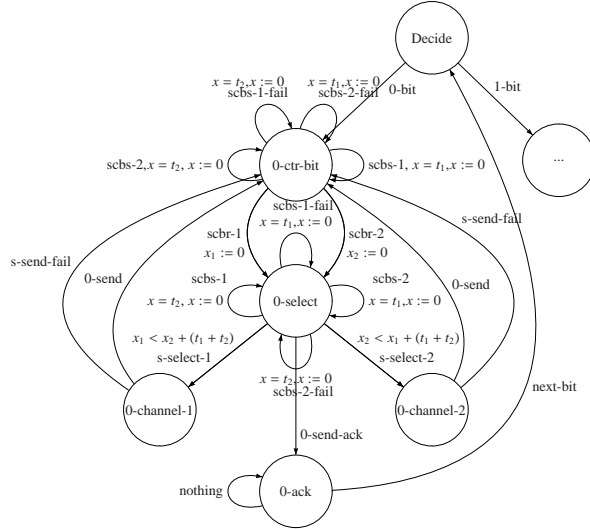 Decide
x = t₂, x := 0
scbs-1-fail
x = t₁, x := 0
scbs-2-fail
0-bit
1-bit
...
scbs-2, x = t₂, x := 0
0-ctr-bit
scbs-1, x = t₁, x := 0
scbs-1-fail
x = t₁, x := 0
s-send-fail
0-send
scbr-1
x₁ := 0
scbr-2
x₂ := 0
0-send
s-send-fail
scbs-1
x = t₂, x := 0
0-select
scbs-2
x = t₁, x := 0
x₁ < x₂ + (t₁ + t₂)
s-select-1
x₂ < x₁ + (t₁ + t₂)
s-select-2
x = t₂, x := 0
scbs-2-fail
next-bit
0-channel-1
0-channel-2
0-send-ack
nothing
0-ack